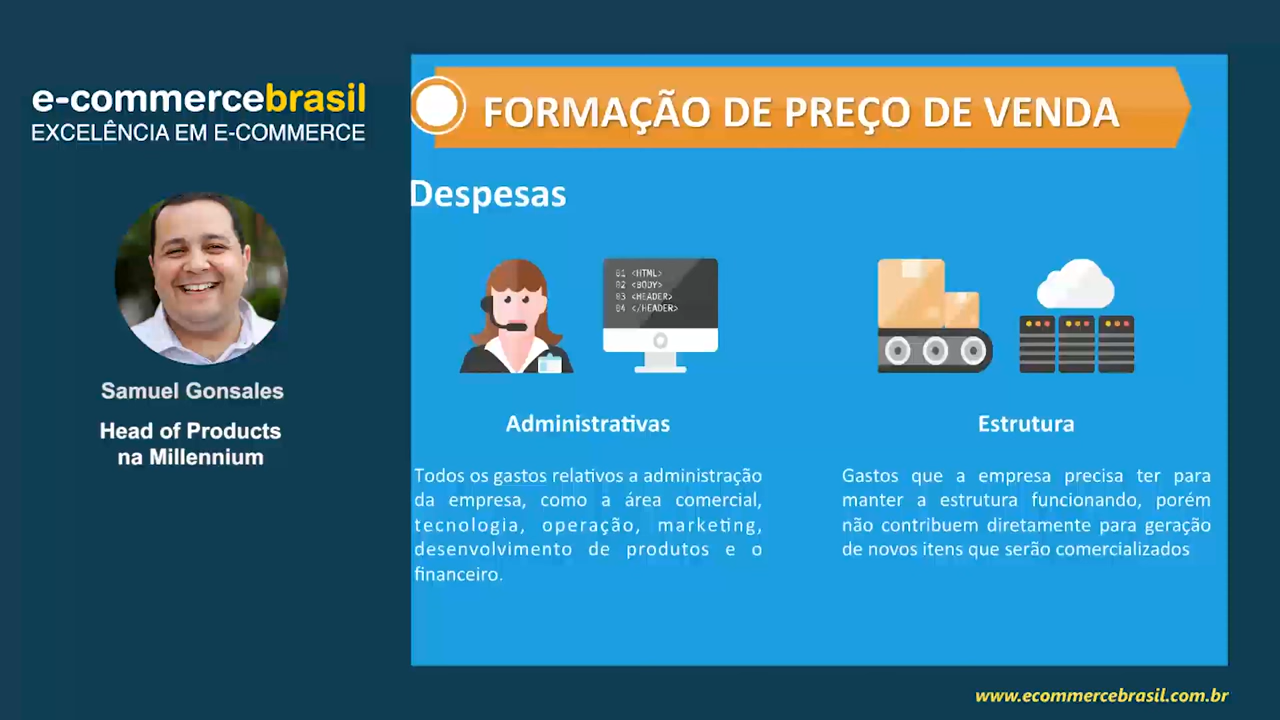 e-commercebrasil
EXCELÊNCIA EM E-COMMERCE
Samuel Gonsales
Head of Products
na Millennium
FORMAÇÃO DE PREÇO DE VENDA
Despesas
01 <HTML>
02 <BODY>
03 <HEADER>
04 </HEADER>
Administrativas
Todos os gastos relativos a administração
da empresa, como a área comercial,
tecnologia, operação, marketing,
desenvolvimento de produtos e o
financeiro.
Estrutura
Gastos que a empresa precisa ter para
manter a estrutura funcionando, porém
não contribuem diretamente para geração
de novos itens que serão comercializados
www.ecommercebrasil.com.br